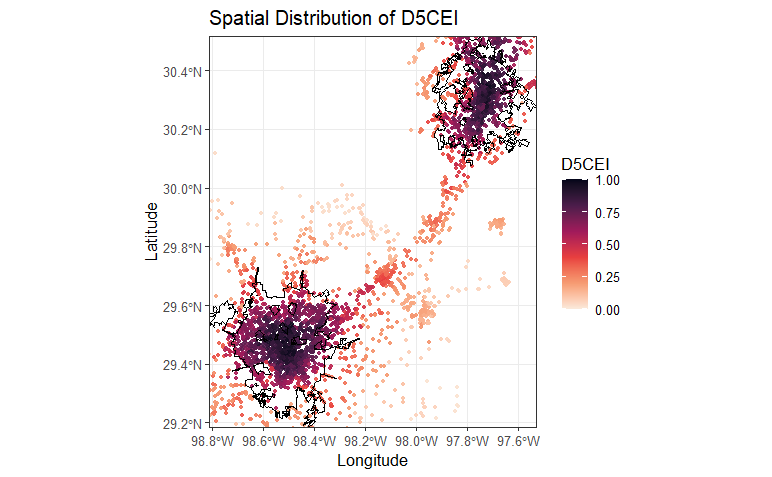 Spatial Distribution of D5CEI
30.4°N
30.2°N
30.0°N
29.8°N
29.6°N
29.4°N
29.2°N
Latitude
98.8°W 98.6°W 98.4°W 98.2°W 98.0°W 97.8°W 97.6°W
Longitude
D5CEI
1.00
0.75
0.50
0.25
0.00